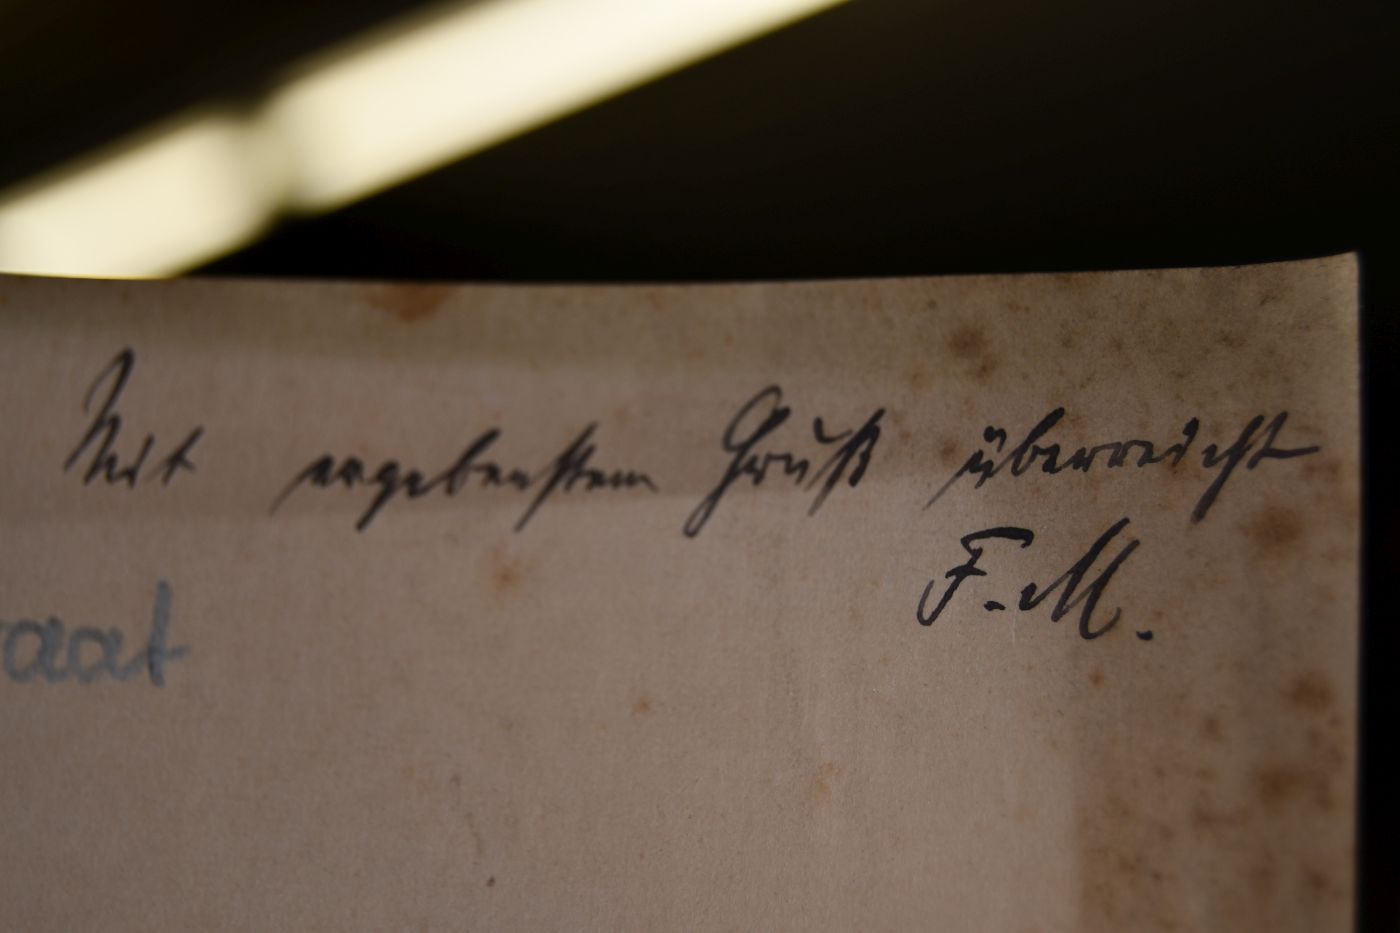 Mit ergebenstem Gruß überreicht
F. M.